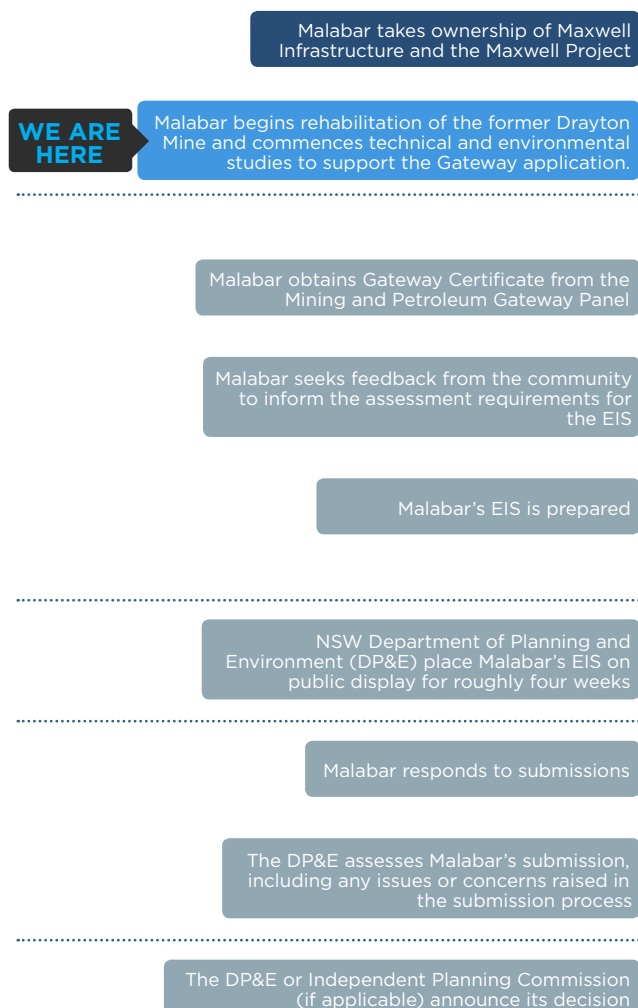 Malabar takes ownership of Maxwell
Infrastructure and the Maxwell Project
WE ARE
HERE
Malabar begins rehabilitation of the former Drayton
Mine and commences technical and environmental
studies to support the Gateway application.
Malabar obtains Gateway Certificate from the
Mining and Petroleum Gateway Panel
Malabar seeks feedback from the community
to inform the assessment requirements for
the EIS
Malabar’s EIS is prepared
NSW Department of Planning and
Environment (DP&E) place Malabar’s EIS on
public display for roughly four weeks
Malabar responds to submissions
The DP&E assesses Malabar’s submission,
including any issues or concerns raised in
the submission process
The DP&E or Independent Planning Commission
(if applicable) announce its decision